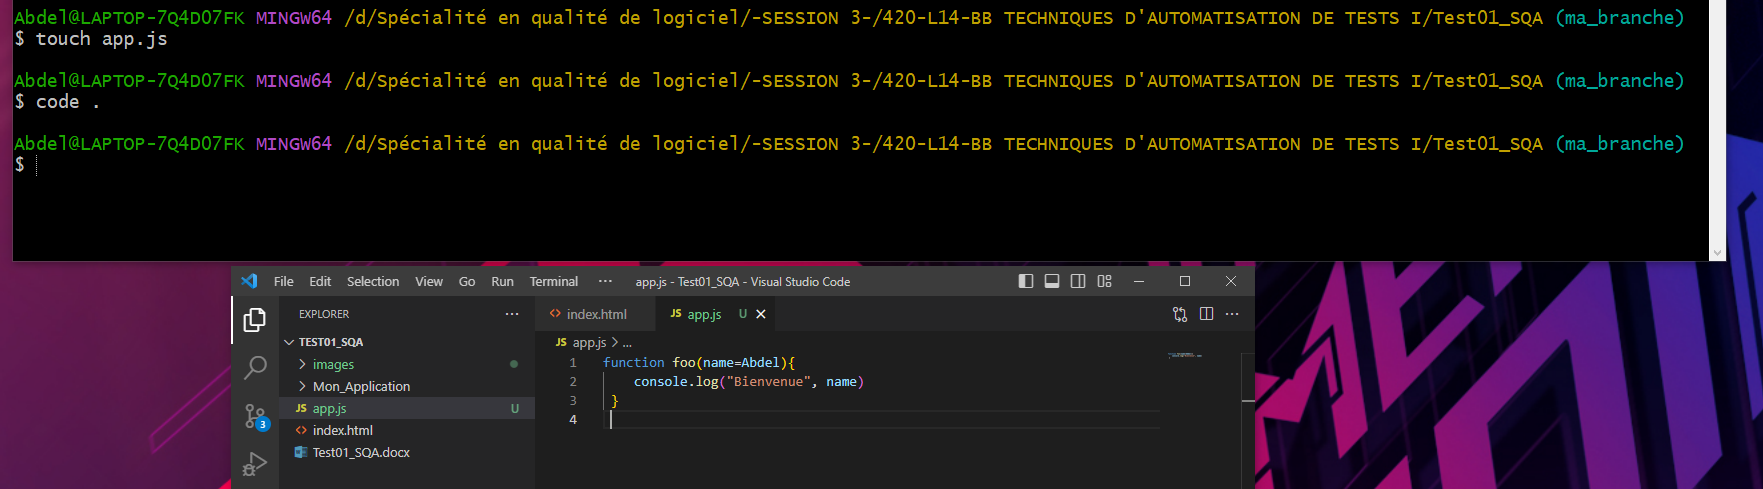 Abdel@LAPTOP-7Q4D07FK MINGW64 /d/Spécialité en qualité de logiciel/-SESSION 3-/420-L14-BB TECHNIQUES D'AUTOMATISATION DE TESTS I/Test01_SQA (ma_branche)
$ touch app.js
Abdel@LAPTOP-7Q4D07FK MINGW64 /d/Spécialité en qualité de logiciel/-SESSION 3-/420-L14-BB TECHNIQUES D'AUTOMATISATION DE TESTS I/Test01_SQA (ma_branche)
$ code .
Abdel@LAPTOP-7Q4D07FK MINGW64 /d/Spécialité en qualité de logiciel/-SESSION 3-/420-L14-BB TECHNIQUES D'AUTOMATISATION DE TESTS I/Test01_SQA (ma_branche)
$
File Edit Selection View Go Run Terminal ··· app.js - Test01_SQA - Visual Studio Code
EXPLORER ···
TEST01_SQA
images
Mon_Application
JS app.js U
index.html
Test01_SQA.docx
3
<> index.html JS app.js U
JS app.js > ...
1 function foo(name=Abdel){
2 console.log("Bienvenue", name)
3 }
4